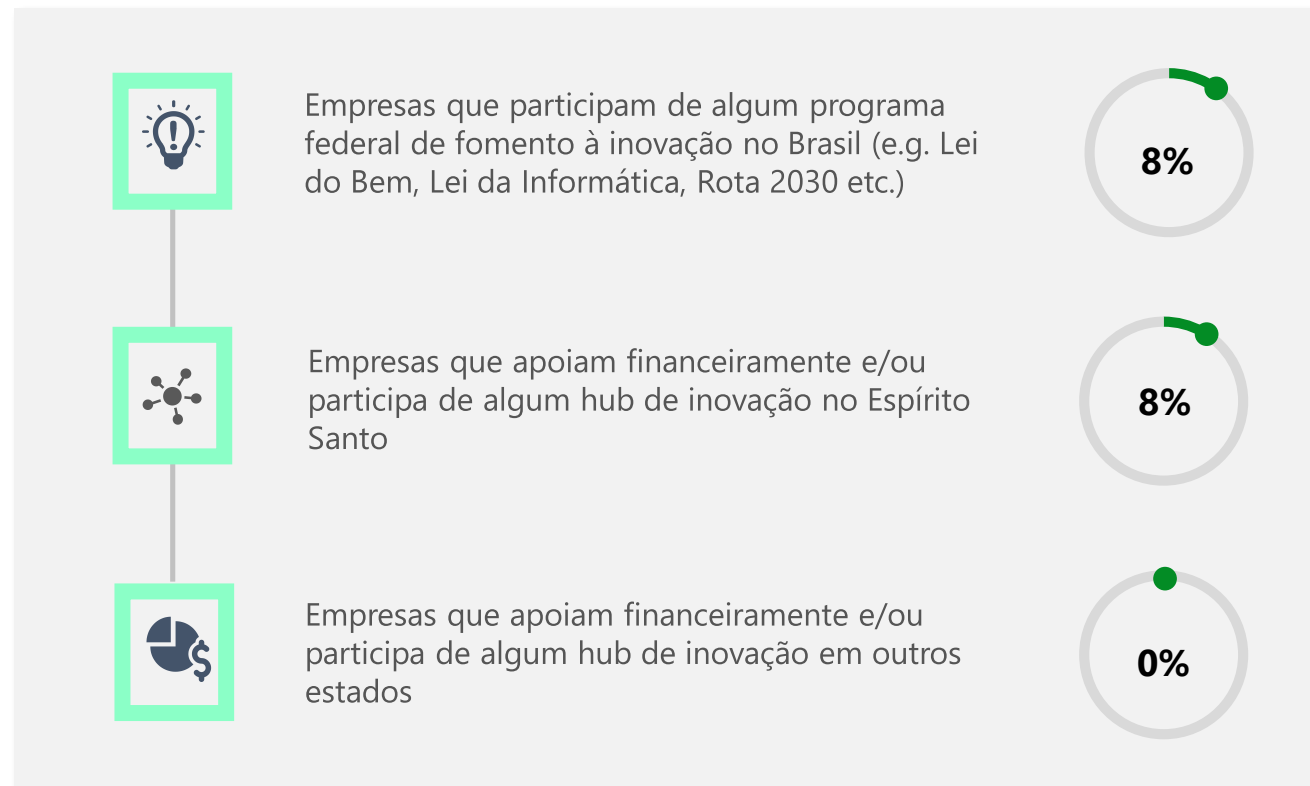 Empresas que participam de algum programa
federal de fomento à inovação no Brasil (e.g. Lei
do Bem, Lei da Informática, Rota 2030 etc.)
8%
Empresas que apoiam financeiramente e/ou
participa de algum hub de inovação no Espírito
Santo
8%
Empresas que apoiam financeiramente e/ou
participa de algum hub de inovação em outros
estados
0%